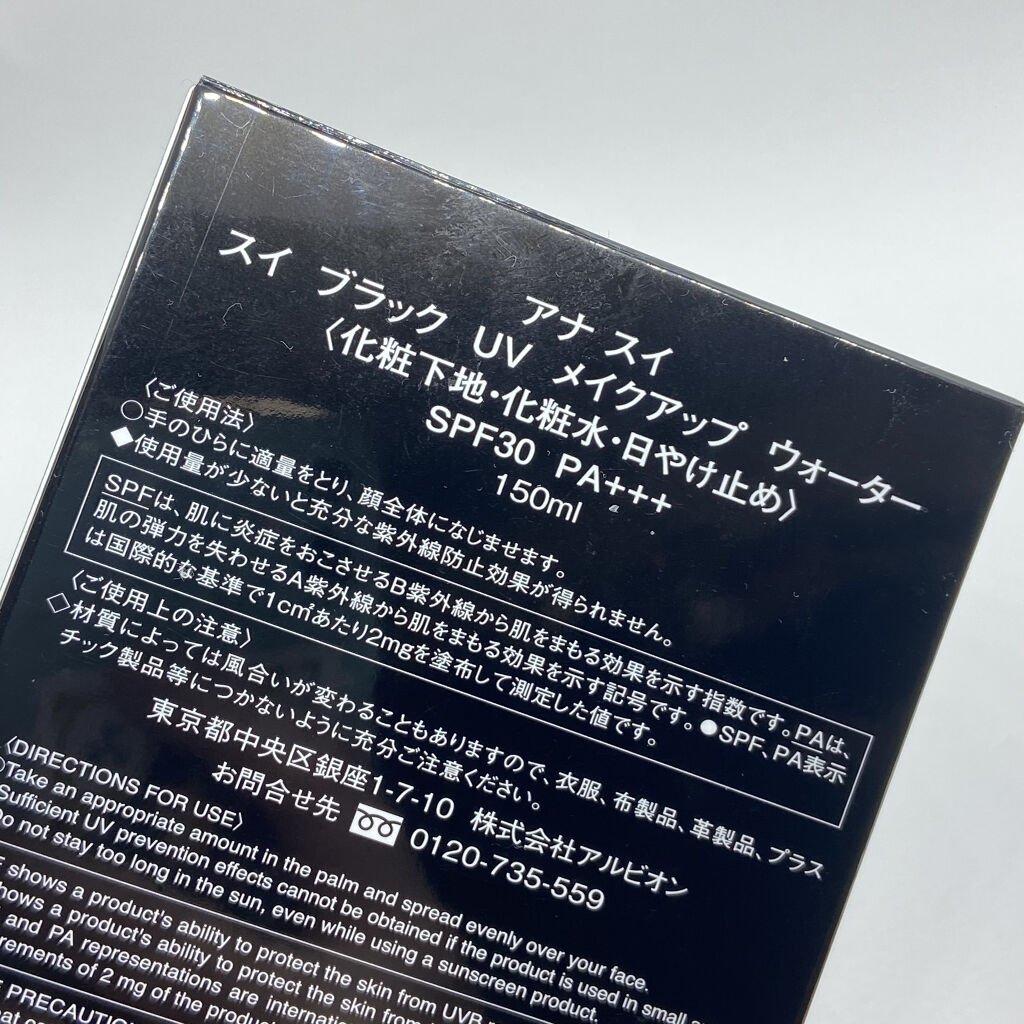 アナ スイ
スイ ブラック UV メイクアップ ウォーター
〈化粧下地・化粧水・日やけ止め〉
SPF30 PA+++
150ml
〈ご使用法〉
○手のひらに適量をとり、顔全体になじませます。
◆使用量が少ないと充分な紫外線防止効果が得られません。
SPFは、肌に炎症をおこさせるB紫外線から肌をまもる効果を示す指数です。PAは、
肌の弾力を失わせるA紫外線から肌をまもる効果を示す記号です。●SPF、PA表示
は国際的な基準で1c㎡あたり2mgを塗布して測定した値です。
〈ご使用上の注意〉
◇材質によっては風合いが変わることもありますので、衣服、布製品、革製品、プラス
チック製品等につかないように充分ご注意ください。
東京都中央区銀座1-7-10 株式会社アルビオン
お問合せ先 0120-735-559
〈DIRECTIONS FOR USE〉
○Take an appropriate amount in the palm and spread evenly over your face.
Sufficient UV prevention effects cannot be obtained if the product is used in small
Do not stay too long in the sun, even while using a sunscreen product.
shows a product's ability to protect the skin from UVB
shows a product's ability to protect the skin from
and PA representations are
of 2 mg of the
PRECAUTION